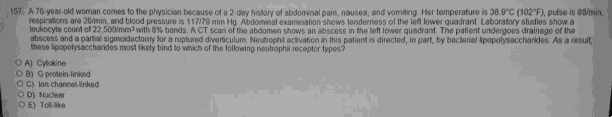 157. A 76-year-old woman comes to the physician because of a 2-day history of abdominal pain, nausea, and vomiting. Her temperature is 38.9°C (102°F), pulse is 88/min,
respirations are 20/min, and blood pressure is 117/79 mm Hg. Abdominal examination shows tenderness of the left lower quadrant. Laboratory studies show a
leukocyte count of 22,500/mm³ with 8% bands. A CT scan of the abdomen shows an abscess in the left lower quadrant. The patient undergoes drainage of the
abscess and a partial sigmoidectomy for a ruptured diverticulum. Neutrophil activation in this patient is directed, in part, by bacterial lipopolysaccharides. As a result,
these lipopolysaccharides most likely bind to which of the following neutrophil receptor types?
A) Cytokine
B) G protein-linked
C) Ion channel-linked
D) Nuclear
E) Toll-like